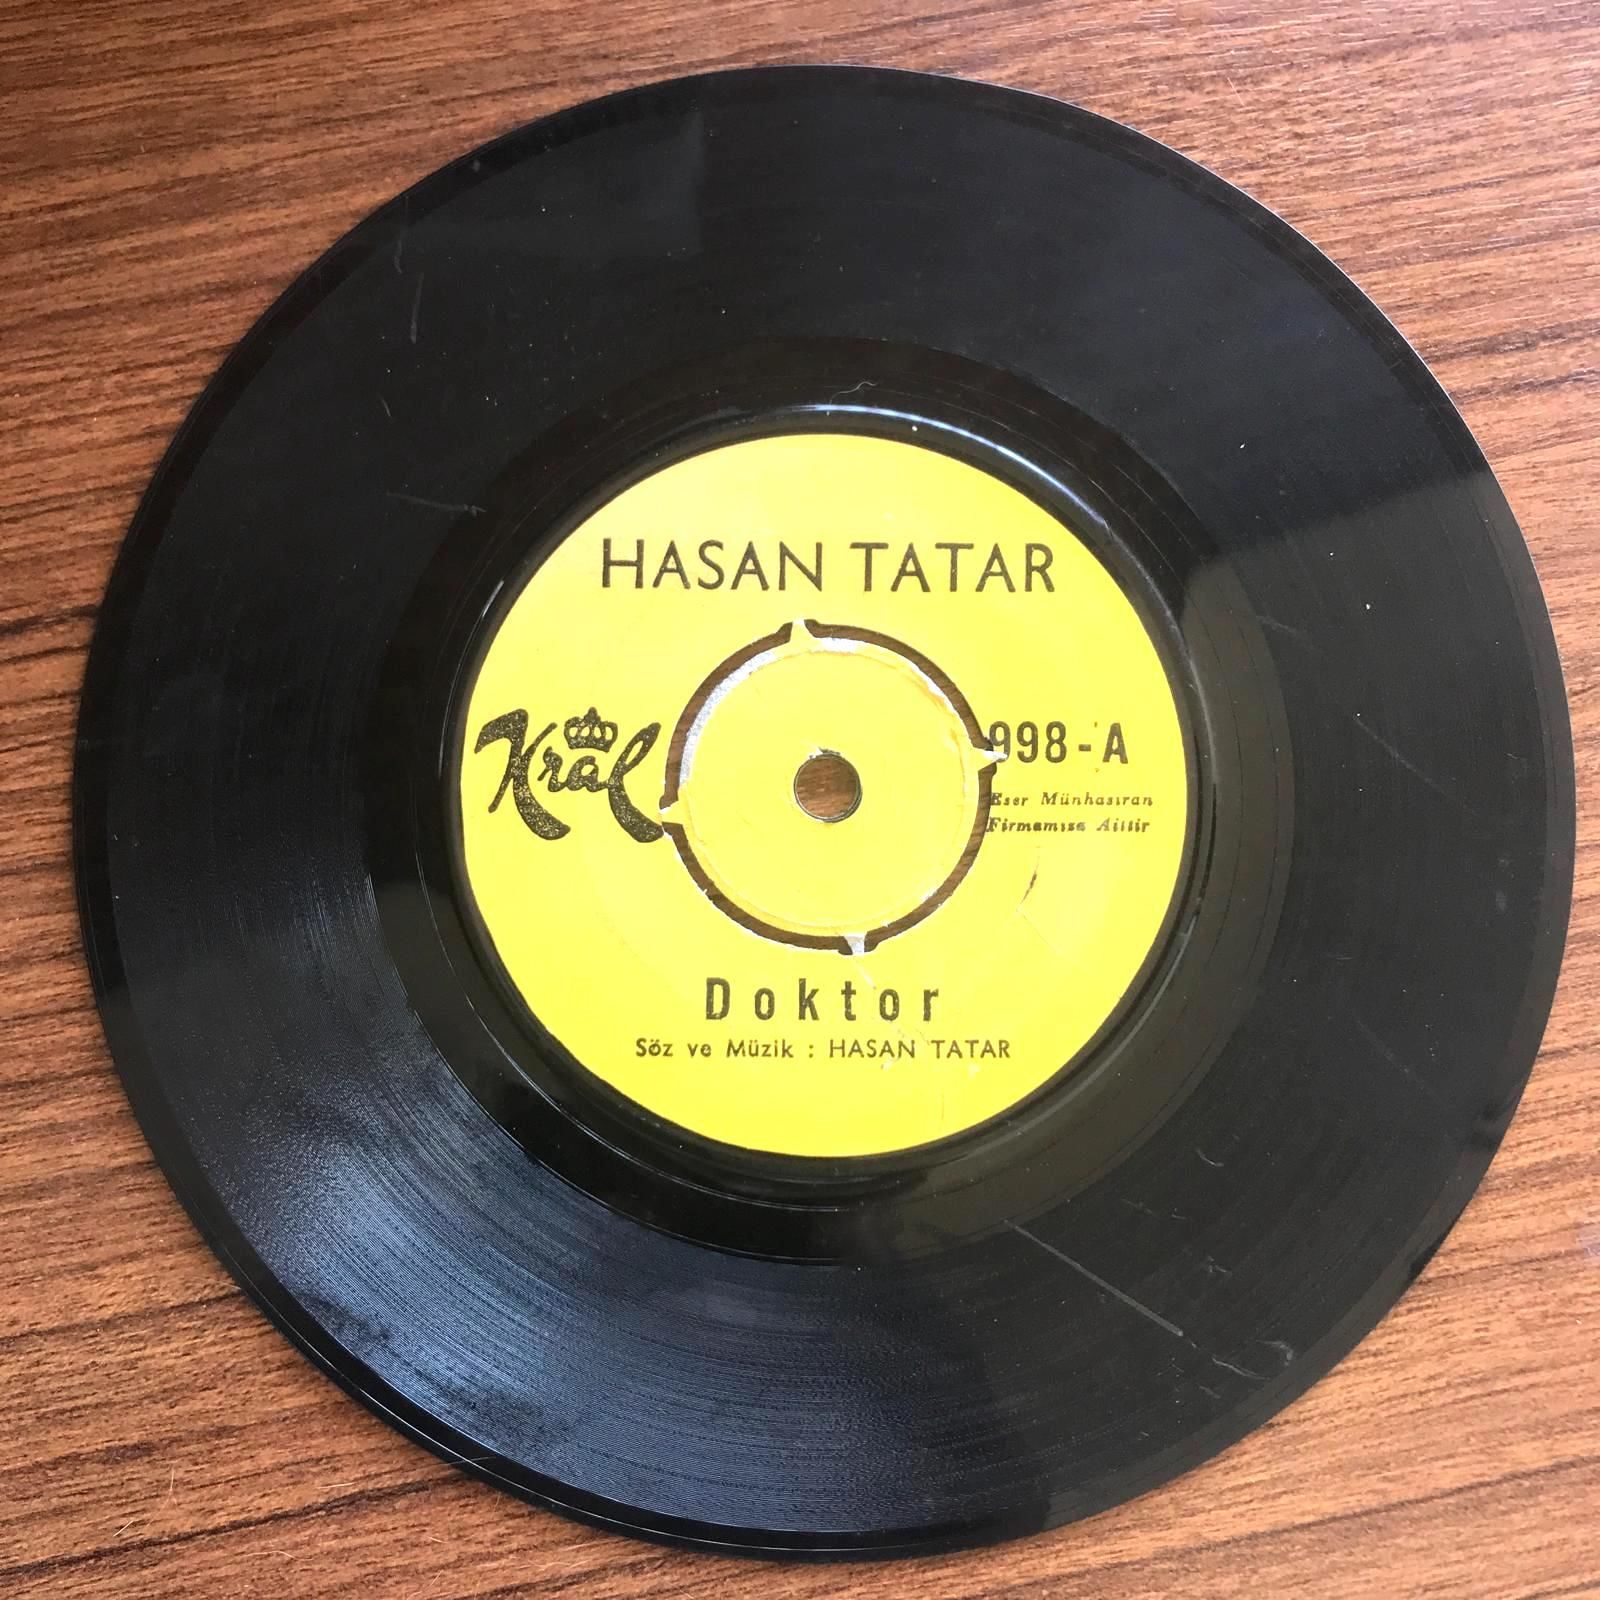 HASAN TATAR
Kral
998-A
Eser Münhasıran
Firmamıza Aittir
Doktor
Söz ve Müzik : HASAN TATAR